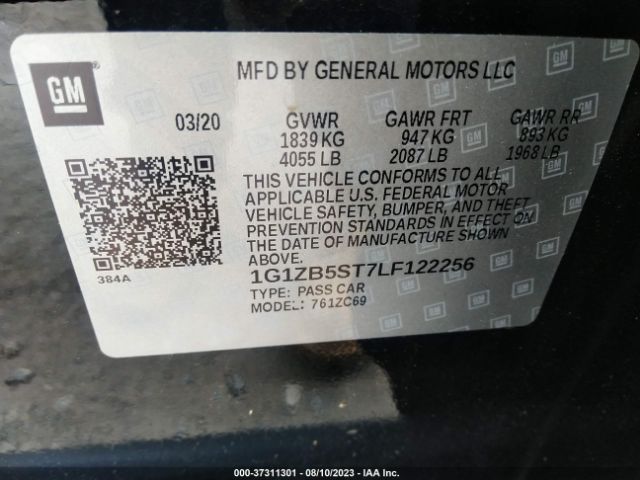 GM
MFD BY GENERAL MOTORS LLC
03/20 GVWR GAWR FRT GAWR RR
1839 KG 947 KG 893 KG
4055 LB 2087 LB 1968 LB
THIS VEHICLE CONFORMS TO ALL
APPLICABLE U.S. FEDERAL MOTOR
VEHICLE SAFETY, BUMPER, AND THEFT
PREVENTION STANDARDS IN EFFECT ON
THE DATE OF MANUFACTURE SHOWN
ABOVE.
384A
1G1ZB5ST7LF122256
TYPE: PASS CAR
MODEL: 761ZC69
000-37311301 - 08/10/2023 - IAA Inc.